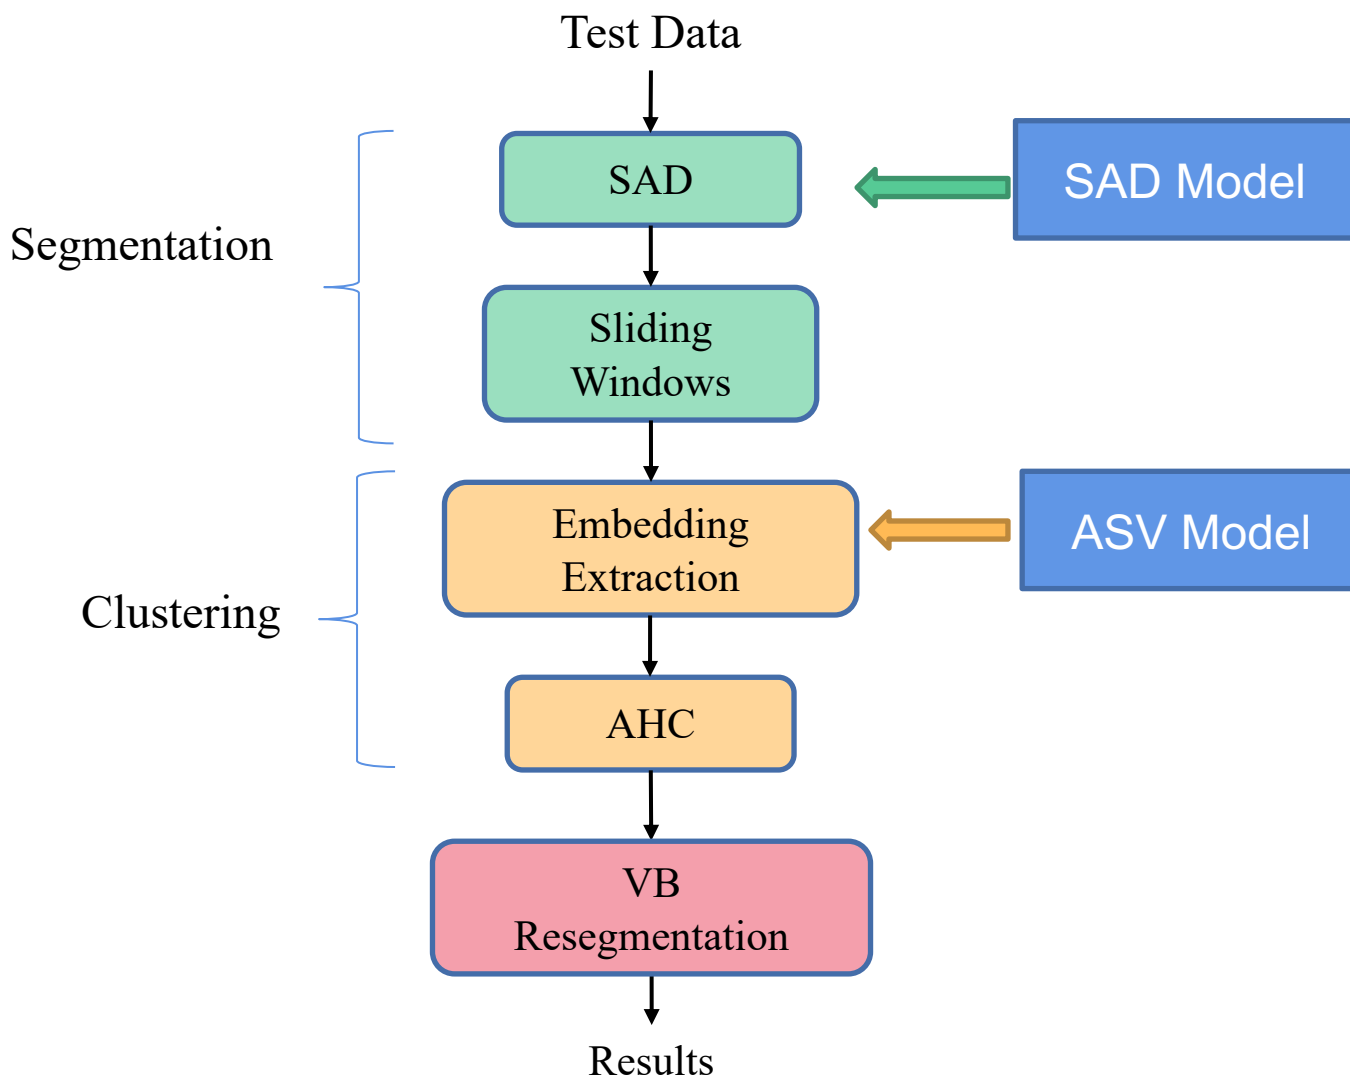 Test Data
SAD
SAD Model
Segmentation
Sliding
Windows
Embedding
Extraction
ASV Model
Clustering
AHC
VB
Resegmentation
Results